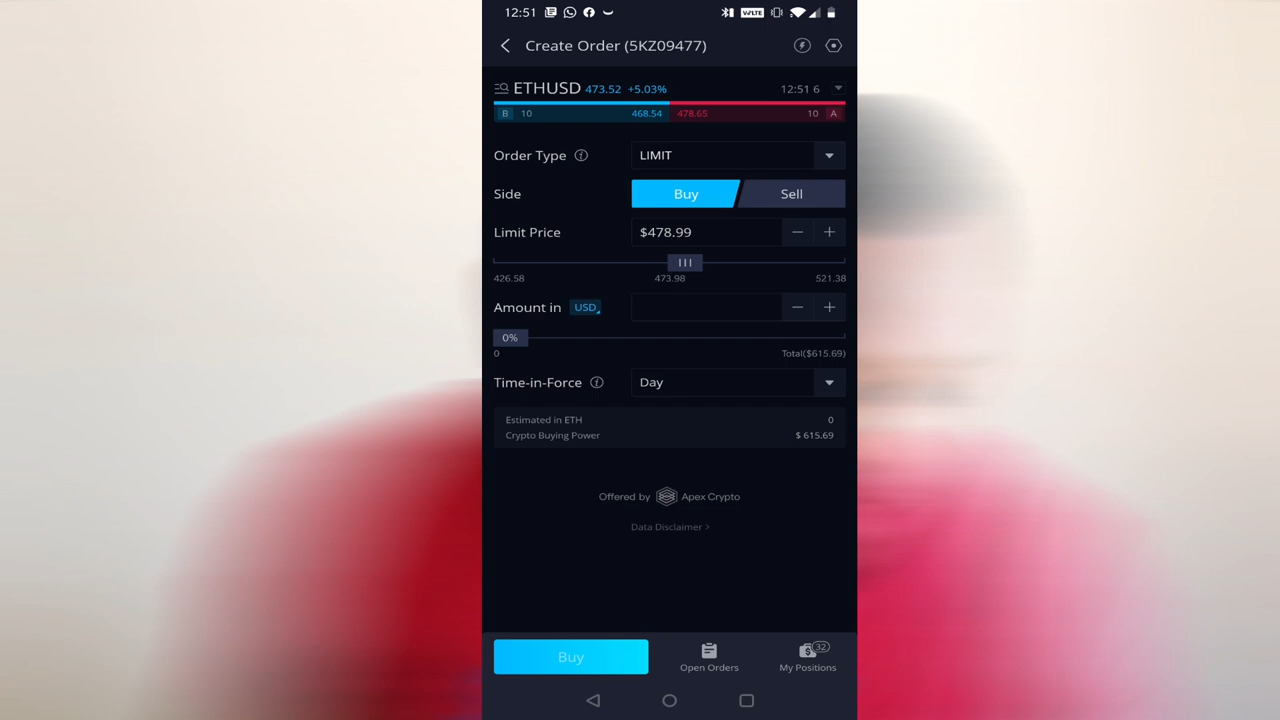 12:51 VoLTE
Create Order (5KZ09477)
ETHUSD 473.52 +5.03% 12:51 6
B 10 468.54 478.65 10 A
Order Type LIMIT
Side Buy Sell
Limit Price $478.99
426.58 473.98 521.38
Amount in USD
0%
0 Total($615.69)
Time-in-Force Day
Estimated in ETH 0
Crypto Buying Power $ 615.69
Offered by Apex Crypto
Data Disclaimer >
Buy Open Orders My Positions 32